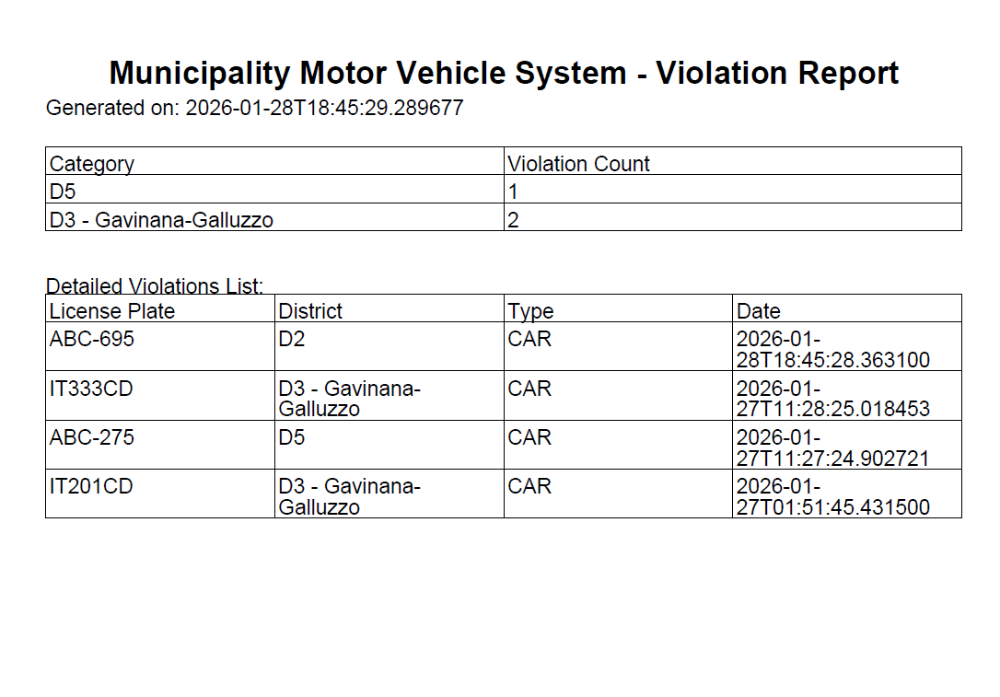 Municipality Motor Vehicle System - Violation Report
Generated on: 2026-01-28T18:45:29.289677
Category Violation Count
D5 1
D3 - Gavinana-Galluzzo 2
Detailed Violations List:
License Plate District Type Date
ABC-695 D2 CAR 2026-01-
28T18:45:28.363100
IT333CD D3 - Gavinana- CAR 2026-01-
Galluzzo 27T11:28:25.018453
ABC-275 D5 CAR 2026-01-
27T11:27:24.902721
IT201CD D3 - Gavinana- CAR 2026-01-
Galluzzo 27T01:51:45.431500